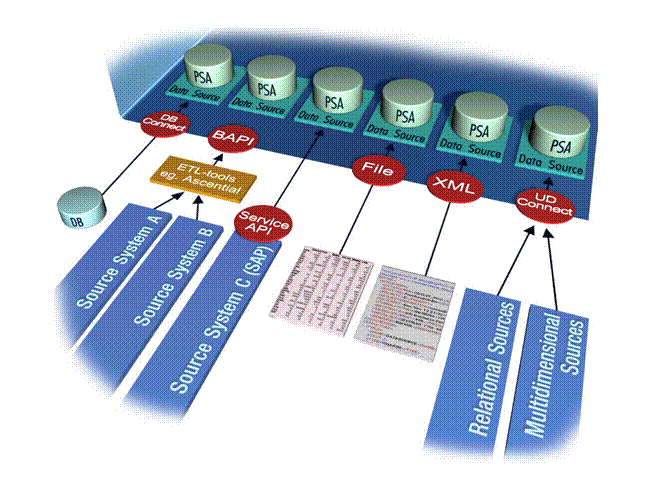 PSA
Data Source
PSA
Data Source
PSA
Data Source
PSA
Data Source
PSA
Data Source
PSA
Data Source
DB
Connect
BAPI
File
XML
UD
Connect
ETL-tools
eg. Ascential
Service
API
DB
Source System A
Source System B
Source System C (SAP)
Relational Sources
Multidimensional
Sources